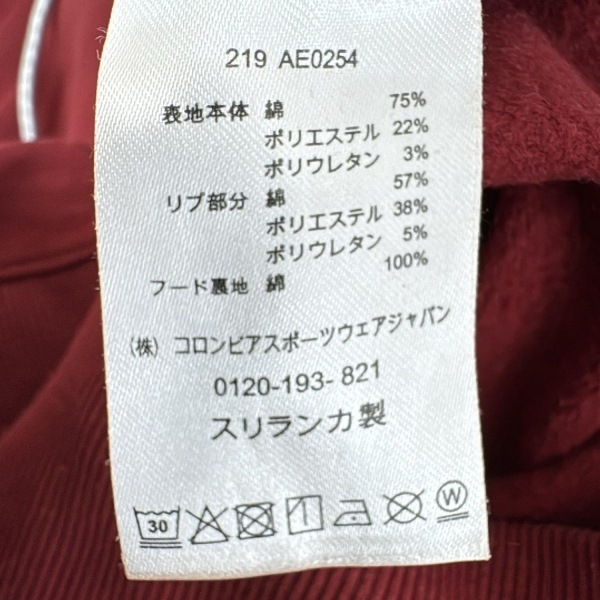 219 AE0254
表地本体 綿 75%
ポリエステル 22%
ポリウレタン 3%
リブ部分 綿 57%
ポリエステル 38%
ポリウレタン 5%
フード裏地 綿 100%
(株) コロンビアスポーツウエアジャパン
0120-193-821
スリランカ製
30 W